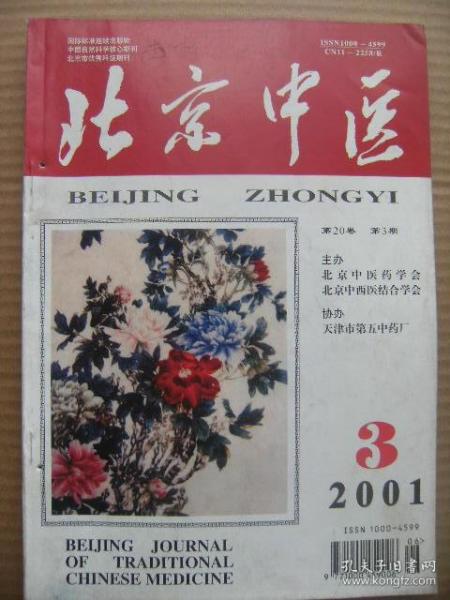 国际标准连续出版物
中国自然科学核心期刊
北京市优秀科技期刊
ISSN1000-4599
CN11-2258/R
北京中医
BEIJING ZHONGYI
第20卷 第3期
主办
北京中医药学会
北京中西医结合学会
协办
天津市第五中药厂
3
2001
ISSN 1000-4599
06>
BEIJING JOURNAL
OF TRADITIONAL
CHINESE MEDICINE
孔夫子旧书网